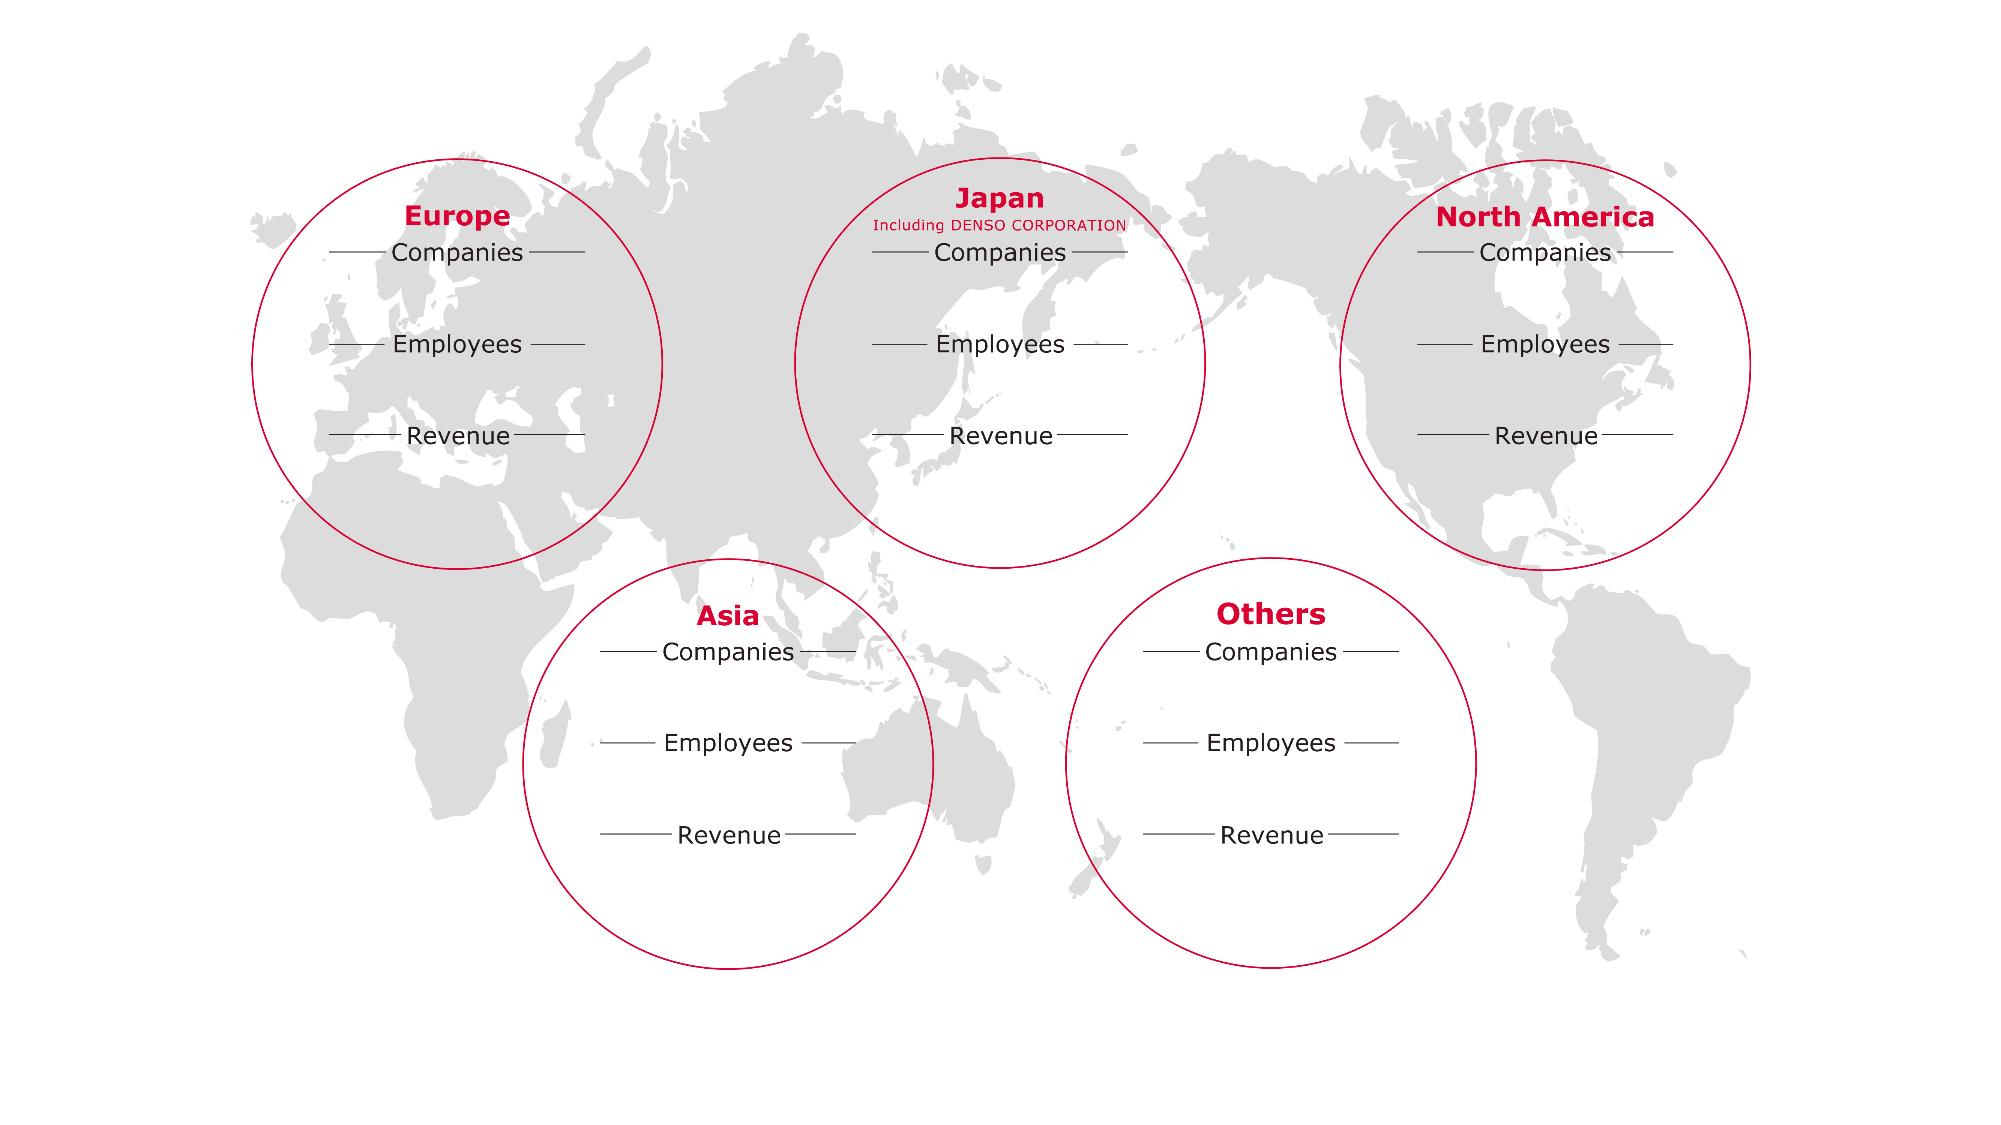 Europe
Companies
Employees
Revenue
Japan
Including DENSO CORPORATION
Companies
Employees
Revenue
North America
Companies
Employees
Revenue
Asia
Companies
Employees
Revenue
Others
Companies
Employees
Revenue